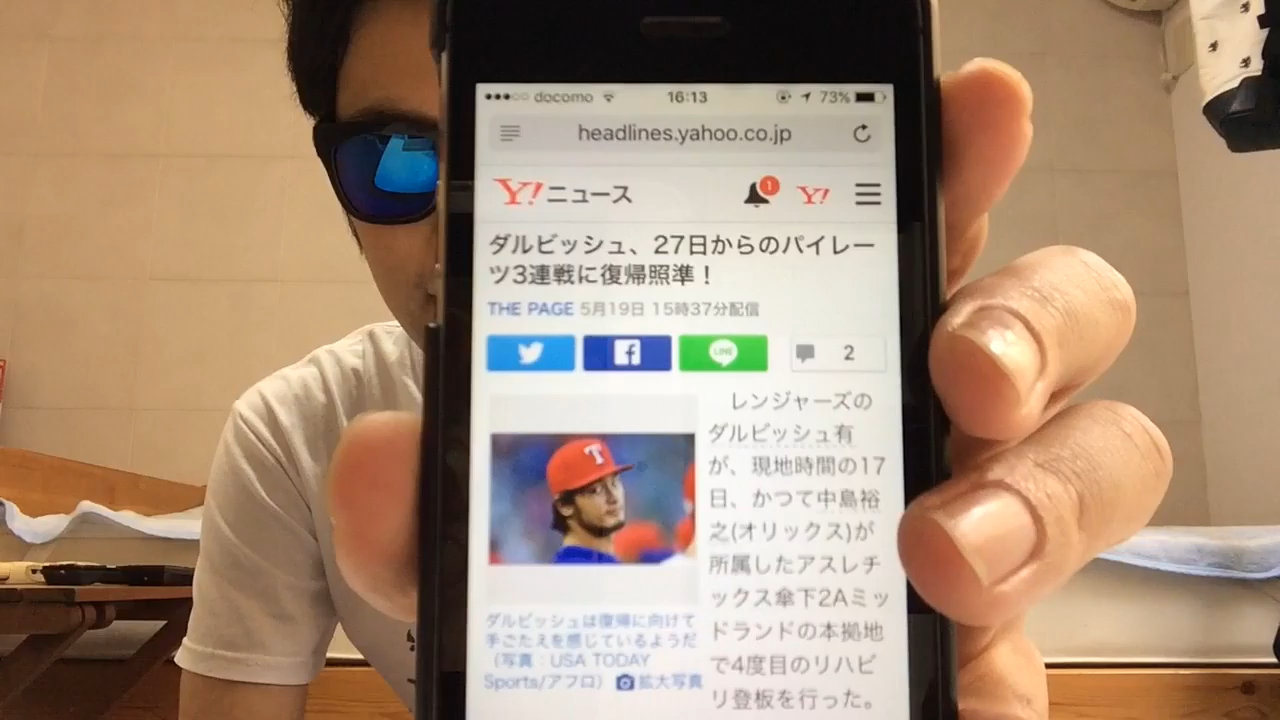 docomo 16:13 73%
headlines.yahoo.co.jp
Y!ニュース 1 Y!
ダルビッシュ、27日からのパイレー
ツ3連戦に復帰照準！
THE PAGE 5月19日 15時37分配信
LINE 2
T
ダルビッシュは復帰に向けて
手ごたえを感じているようだ
（写真：USA TODAY
Sports/アフロ） 拡大写真
レンジャーズの
ダルビッシュ有
が、現地時間の17
日、かつて中島裕
之(オリックス)が
所属したアスレチ
ックス傘下2Aミッ
ドランドの本拠地
で4度目のリハビ
リ登板を行った。